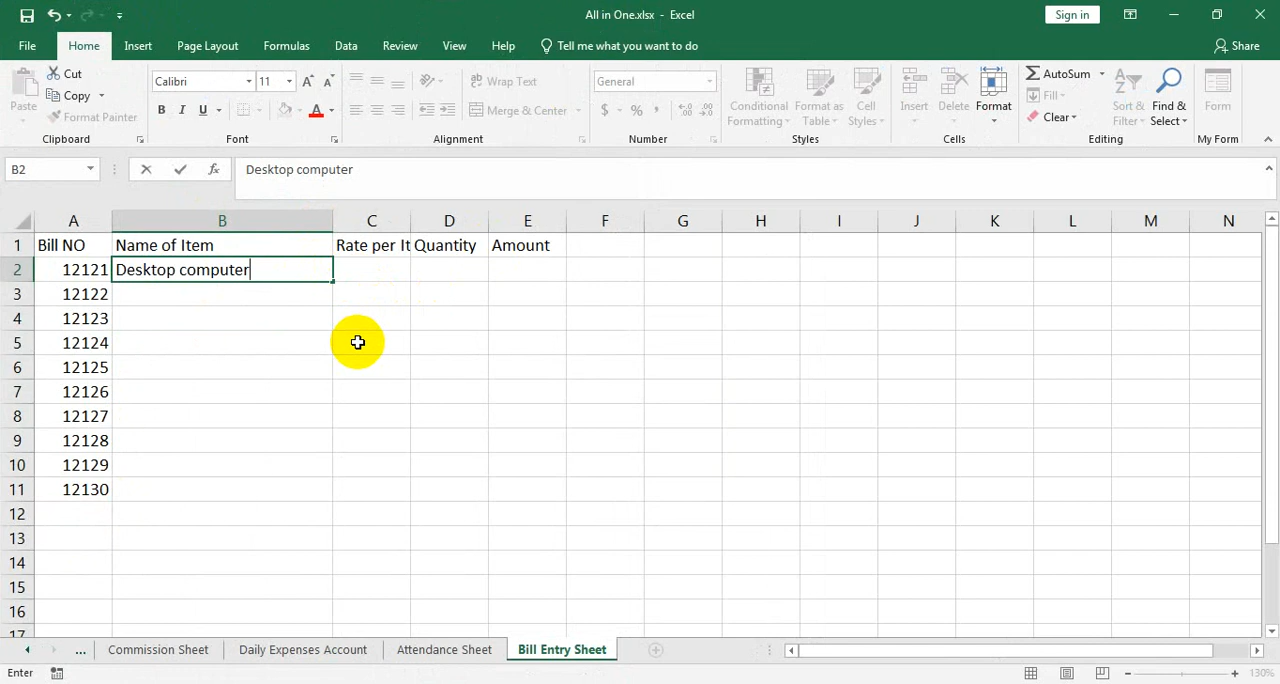 All in One.xlsx - Excel
Sign in
File Home Insert Page Layout Formulas Data Review View Help Tell me what you want to do Share
Paste Cut Copy Format Painter
Clipboard
Calibri 11
B I U A
Font
Wrap Text
Merge & Center
Alignment
General
$ % ,
Number
Conditional Formatting Format as Table Cell Styles
Styles
Insert Delete Format
Cells
AutoSum
Fill
Clear
Sort & Filter Find & Select
Editing
Form
My Form
B2 fx Desktop computer
A B C D E F G H I J K L M N
1 Bill NO Name of Item Rate per It Quantity Amount
2 12121 Desktop computer
3 12122
4 12123
5 12124
6 12125
7 12126
8 12127
9 12128
10 12129
11 12130
12
13
14
15
16
17
... Commission Sheet Daily Expenses Account Attendance Sheet Bill Entry Sheet
Enter 130%